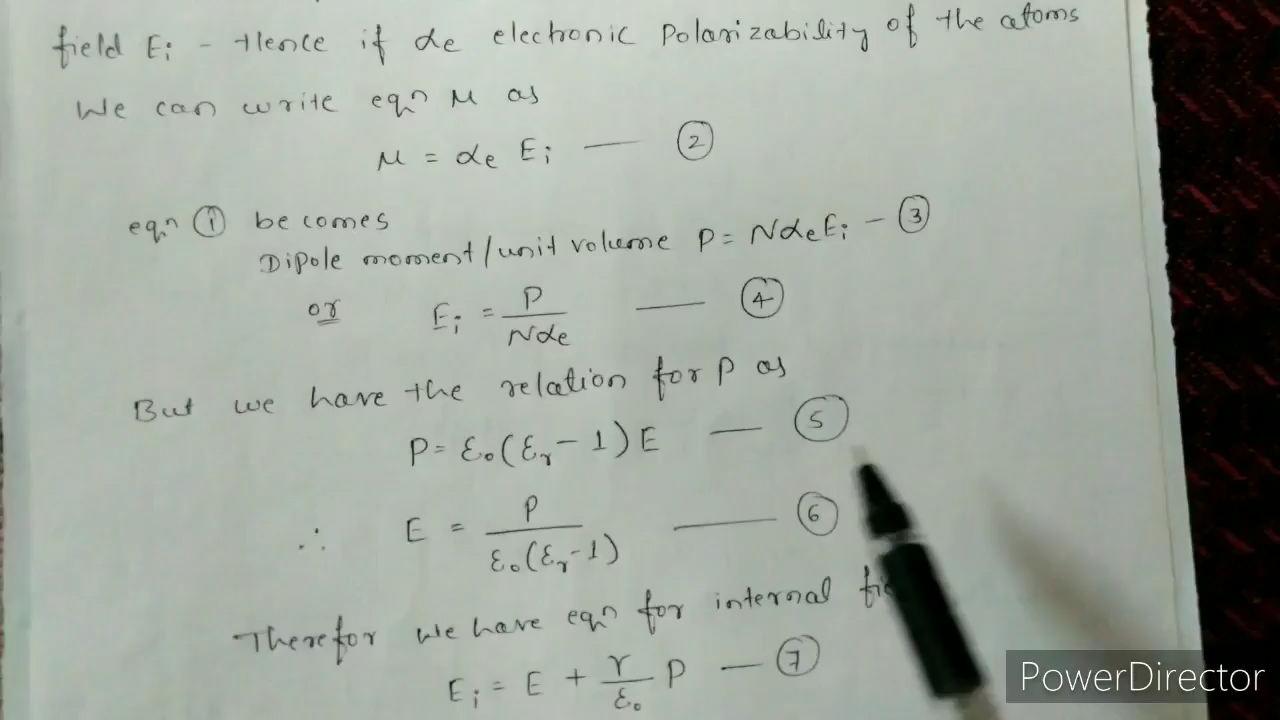 field Ei - Hence if αe electronic Polarizability of the atoms
We can write eqn μ as
μ = αe Ei — ②
eqn ① becomes
Dipole moment/unit volume P = NαeEi — ③
or Ei = P/Nαe — ④
But we have the relation for P as
P = ε₀(εr - 1)E — ⑤
∴ E = P/ε₀(εr-1) — ⑥
Therefor we have eqn for internal
Ei = E + γ/ε₀ P — ⑦
PowerDirector